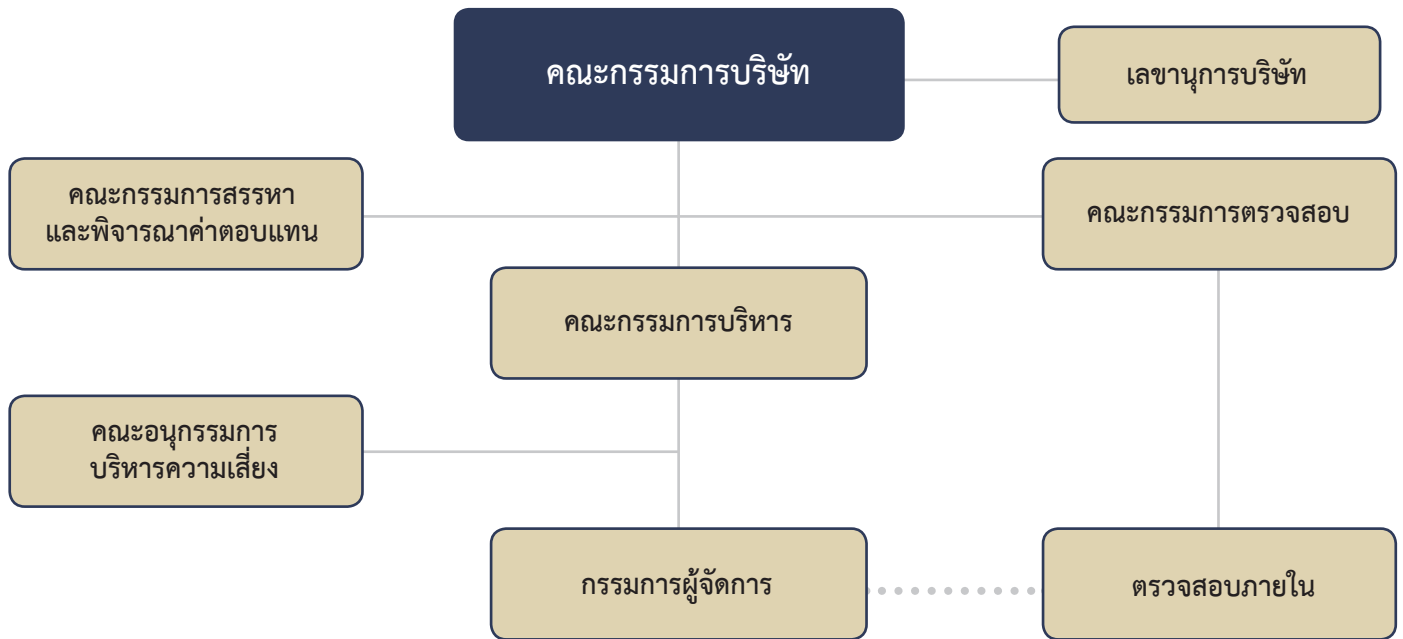 คณะกรรมการบริษัท
เลขานุการบริษัท
คณะกรรมการสรรหา
และพิจารณาค่าตอบแทน
คณะกรรมการตรวจสอบ
คณะกรรมการบริหาร
คณะอนุกรรมการ
บริหารความเสี่ยง
กรรมการผู้จัดการ
ตรวจสอบภายใน